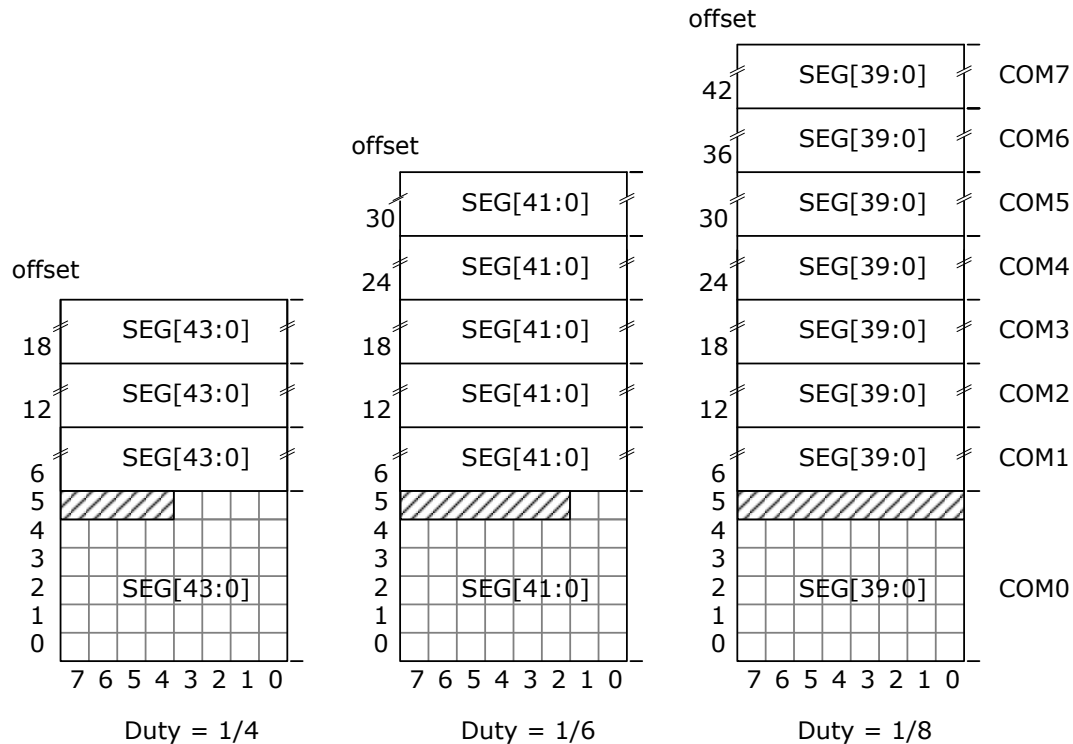 offset
SEG[39:0] COM7
42
SEG[39:0] COM6
36
offset
SEG[41:0] SEG[39:0] COM5
30 30
SEG[41:0] SEG[39:0] COM4
offset
24 24
SEG[43:0] SEG[41:0] SEG[39:0] COM3
18 18 18
SEG[43:0] SEG[41:0] SEG[39:0] COM2
12 12 12
SEG[43:0] SEG[41:0] SEG[39:0] COM1
6 6 6
5 5 5
4 4 4
3 3 3
2 SEG[43:0] 2 SEG[41:0] 2 SEG[39:0] COM0
1 1 1
0 0 0
7 6 5 4 3 2 1 0 7 6 5 4 3 2 1 0 7 6 5 4 3 2 1 0
Duty = 1/4 Duty = 1/6 Duty = 1/8